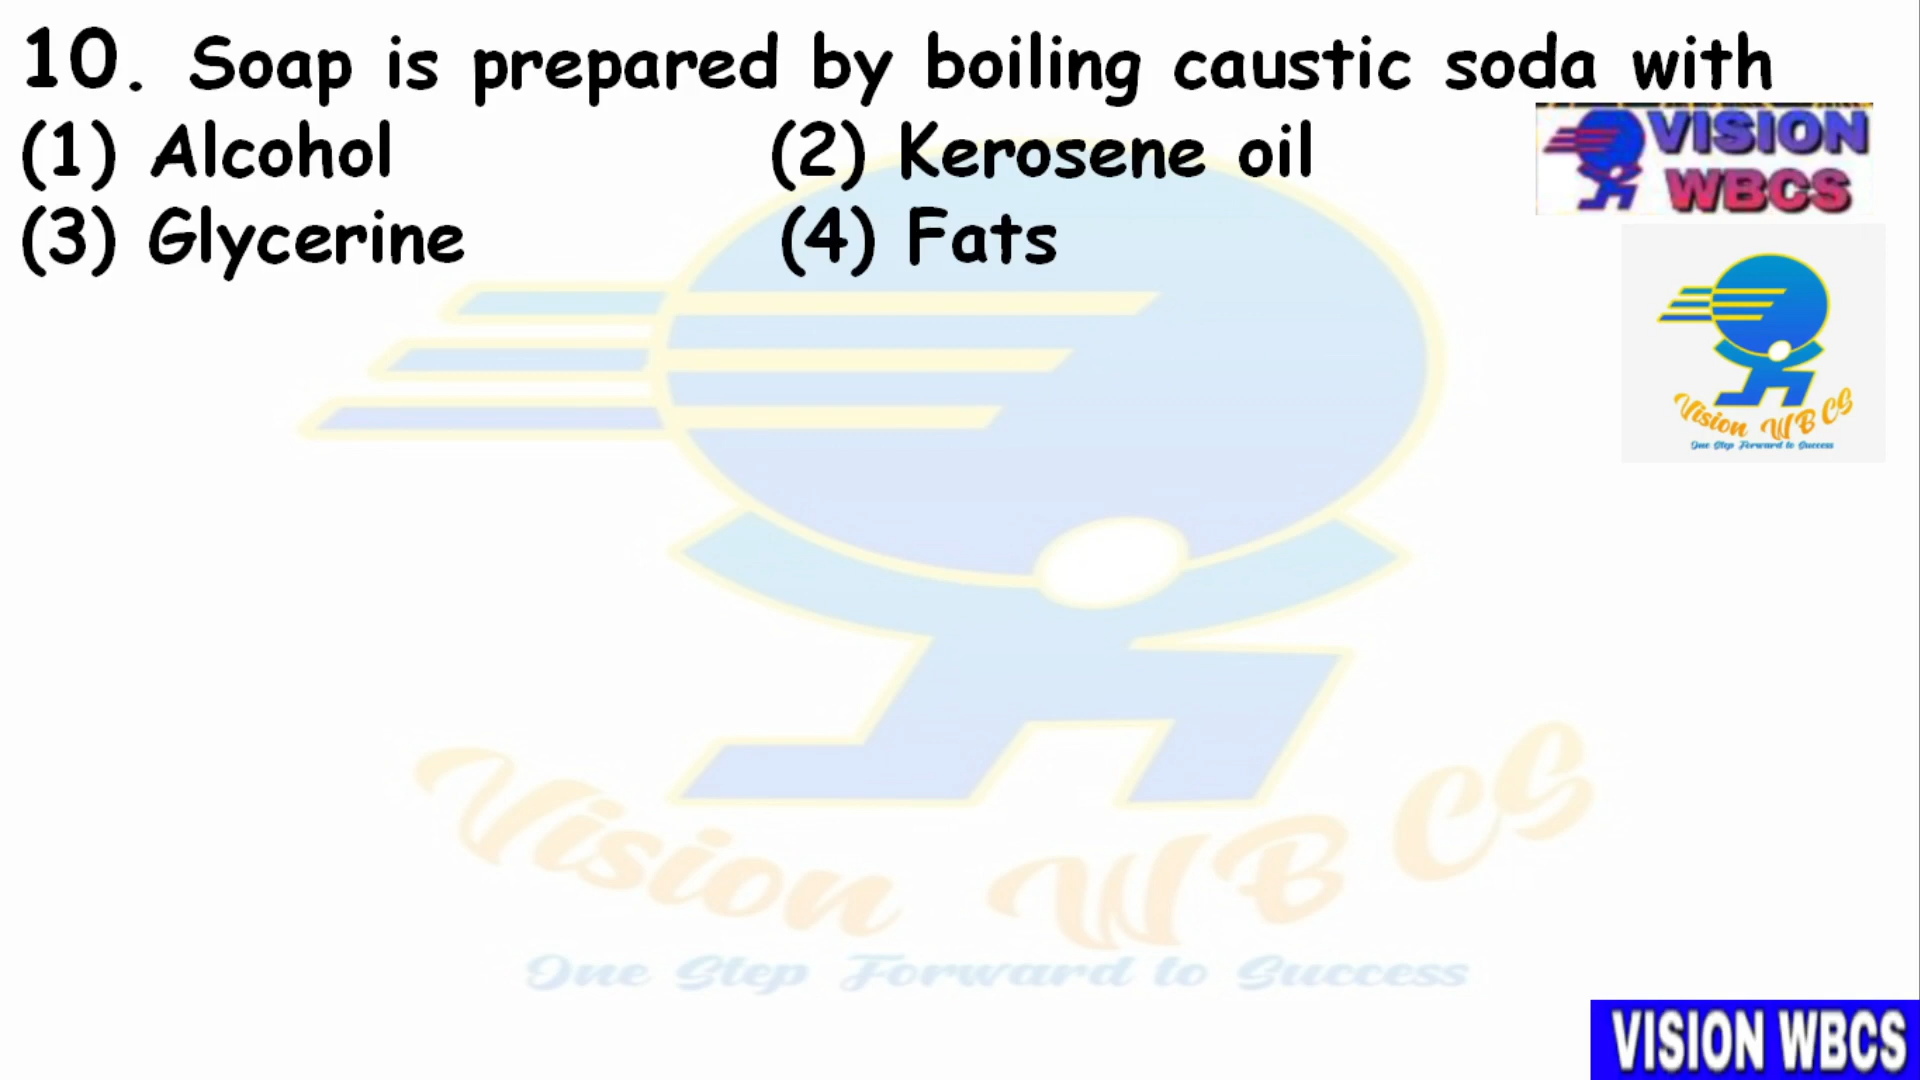 10. Soap is prepared by boiling caustic soda with
(1) Alcohol (2) Kerosene oil
(3) Glycerine (4) Fats
VISION
WBCS
Vision WBCS
One Step Forward to Success
Vision WBCS
One Step Forward to Success
VISION WBCS